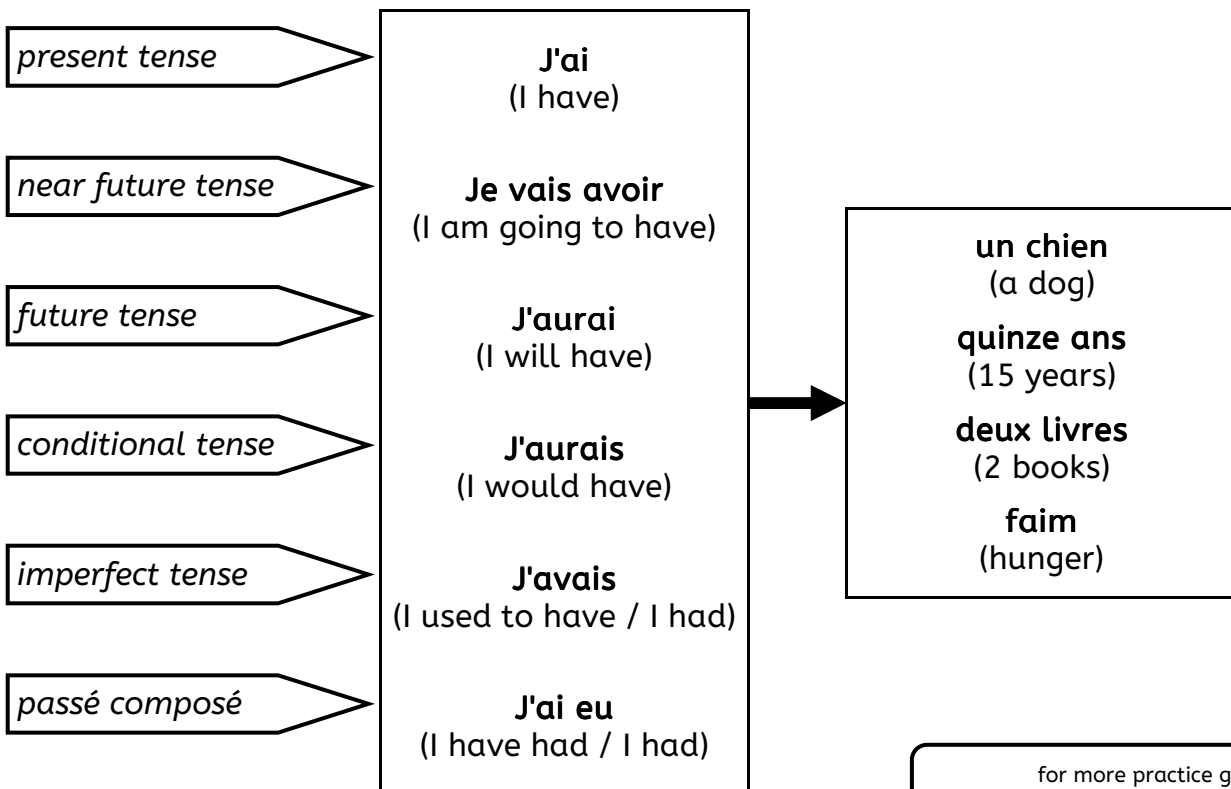 present tense
J'ai
(I have)
near future tense
Je vais avoir
(I am going to have)
future tense
J'aurai
(I will have)
conditional tense
J'aurais
(I would have)
imperfect tense
J'avais
(I used to have / I had)
passé composé
J'ai eu
(I have had / I had)
un chien
(a dog)
quinze ans
(15 years)
deux livres
(2 books)
faim
(hunger)
for more practice